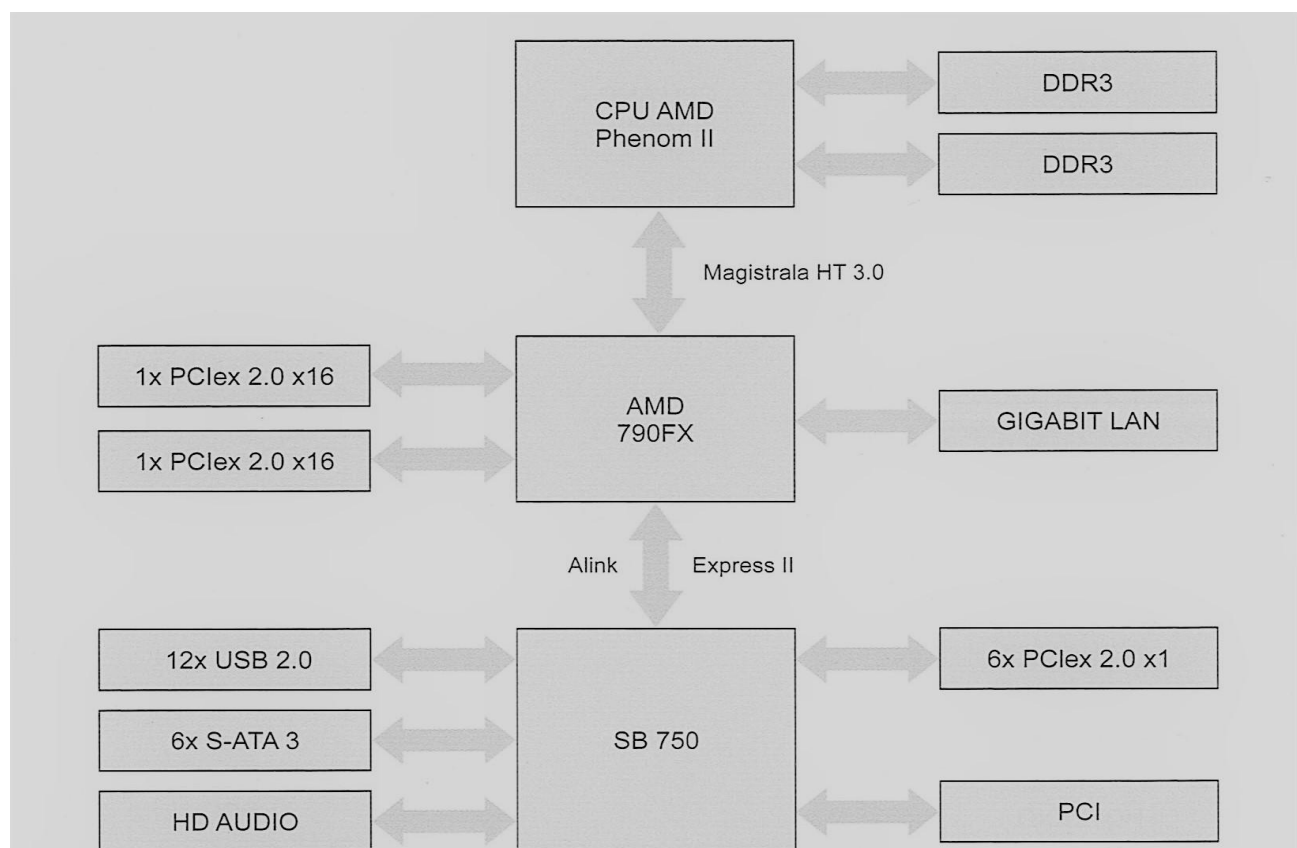 CPU AMD
Phenom II
DDR3
DDR3
Magistrala HT 3.0
1x PCIex 2.0 x16
1x PCIex 2.0 x16
AMD
790FX
GIGABIT LAN
Alink Express II
12x USB 2.0
6x S-ATA 3
HD AUDIO
SB 750
6x PCIex 2.0 x1
PCI